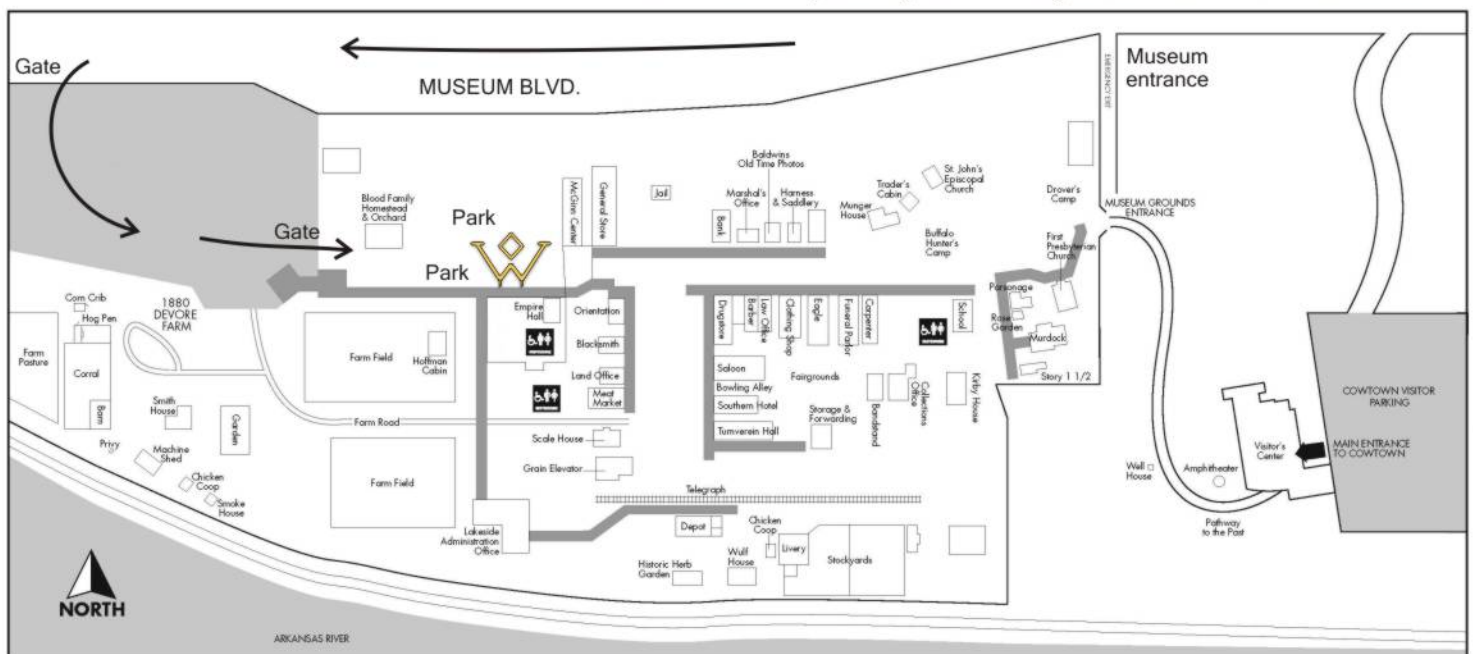 Gate
MUSEUM BLVD.
EMERGENCY EXIT
Museum
entrance
Blood Family
Homestead
& Orchard
Gate
Park
Park
W
McGinn Center
General Store
Jail
Baldwins
Old Time Photos
Bank
Marshal's
Office
Harness
& Saddlery
Munger
House
Trader's
Cabin
St. John's
Episcopal
Church
Buffalo
Hunter's
Camp
Drover's
Camp
MUSEUM GROUNDS
ENTRANCE
First
Presbyterian
Church
Parsonage
Rose
Garden
Murdock
Story 1 1/2
Corn Crib
Hog Pen
Farm
Pasture
Corral
Barn
1880
DEVORE
FARM
Smith
House
Garden
Privy
Machine
Shed
Chicken
Coop
Smoke
House
Farm Field
Hoffman
Cabin
Farm Road
Farm Field
Empire
Hall
Orientation
Blacksmith
Land Office
Meat
Market
Scale House
Grain Elevator
Lakeside
Administration
Office
Drugstore
Barber
Law Office
Clothing Shop
Eagle
Funeral Parlor
Carpenter
School
Saloon
Bowling Alley
Southern Hotel
Turnverein Hall
Fairgrounds
Storage &
Forwarding
Bandstand
Collections
Office
Kirby House
Telegraph
Depot
Chicken
Coop
Livery
Stockyards
Wulf
House
Historic Herb
Garden
Well
House
Amphitheater
Pathway
to the Past
Visitor's
Center
MAIN ENTRANCE
TO COWTOWN
COWTOWN VISITOR
PARKING
NORTH
ARKANSAS RIVER